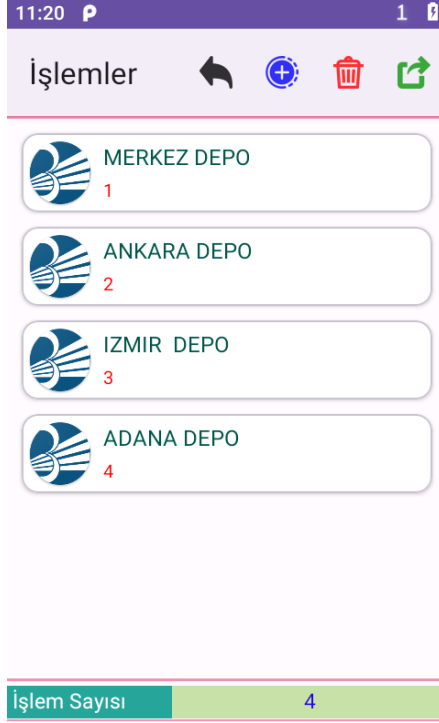 11:20 1
İşlemler
MERKEZ DEPO
1
ANKARA DEPO
2
IZMIR DEPO
3
ADANA DEPO
4
İşlem Sayısı 4